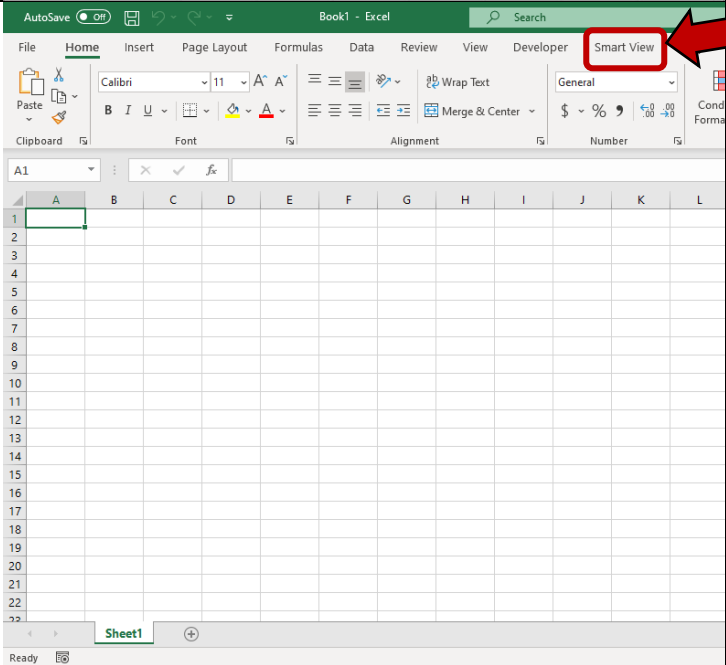 AutoSave Off Book1 - Excel Search
File Home Insert Page Layout Formulas Data Review View Developer Smart View
Calibri 11 A A Wrap Text General
Paste B I U A Merge & Center $ % Cond
Forma
Clipboard Font Alignment Number
A1 fx
A B C D E F G H I J K L
1
2
3
4
5
6
7
8
9
10
11
12
13
14
15
16
17
18
19
20
21
22
23
Sheet1
Ready